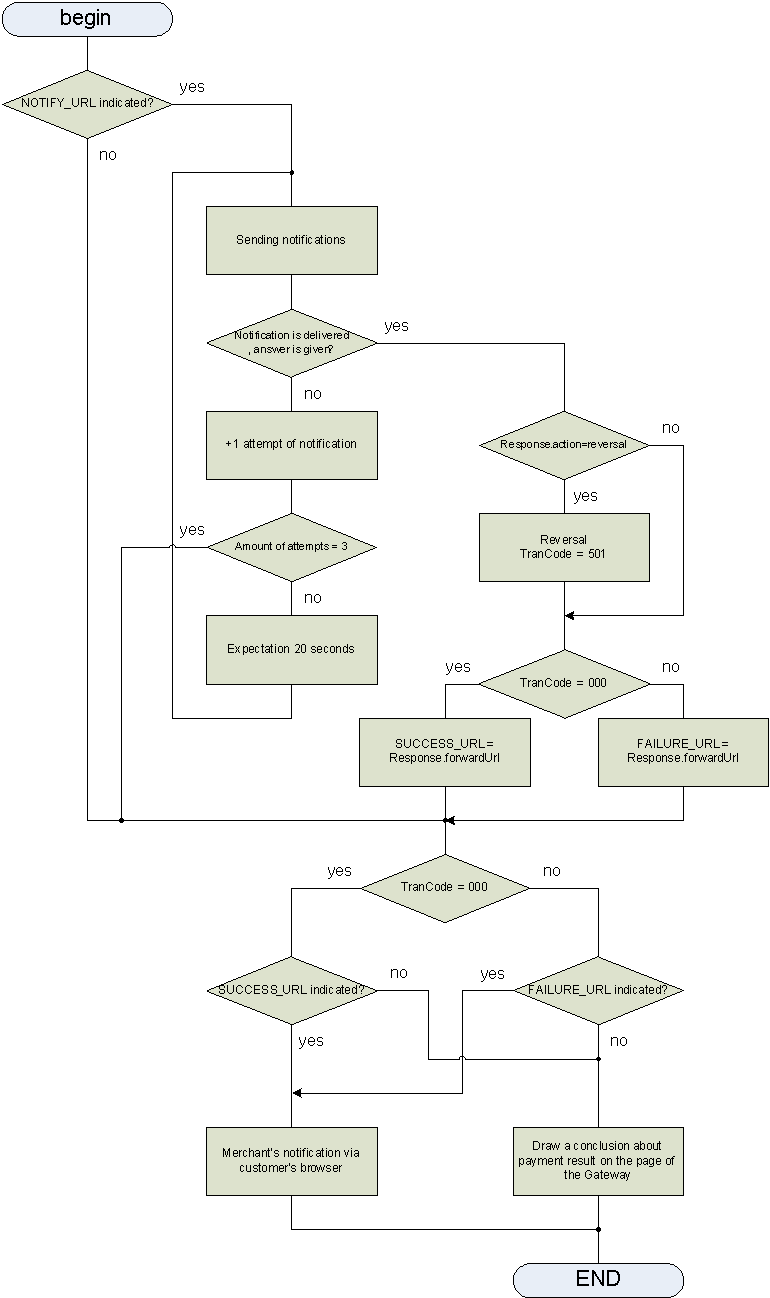 begin
NOTIFY_URL indicated?
yes
no
Sending notifications
Notification is delivered
, answer is given?
yes
no
+1 attempt of notification
Response.action=reversal
no
yes
Reversal
TranCode = 501
Amount of attempts = 3
yes
no
Expectation 20 seconds
TranCode = 000
yes
no
SUCCESS_URL=
Response.forwardUrl
FAILURE_URL=
Response.forwardUrl
TranCode = 000
yes
no
SUCCESS_URL indicated?
no
yes
FAILURE_URL indicated?
yes
no
Merchant's notification via
customer's browser
Draw a conclusion about
payment result on the page of
the Gateway
END